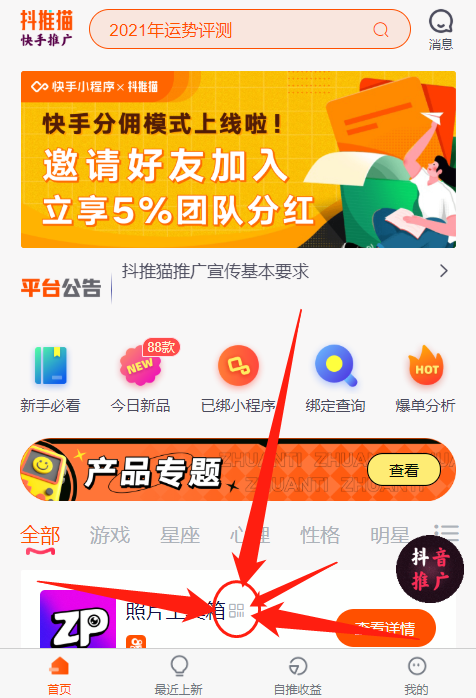 抖推猫
快手推广
2021年运势评测
消息
快手小程序×抖推猫
快手分佣模式上线啦!
邀请好友加入
立享5%团队分红
平台公告
抖推猫推广宣传基本要求
88款
NEW
HOT
新手必看
今日新品
已绑小程序
绑定查询
爆单分析
产品专题
ZHUANTI ZHUANTI ZHUA
ZHUANTI ZHUANTI
查看
全部 游戏 星座 心理 性格 明星
抖音
推广
ZP
照片工具箱
查看详情
首页
最近上新
自推收益
我的